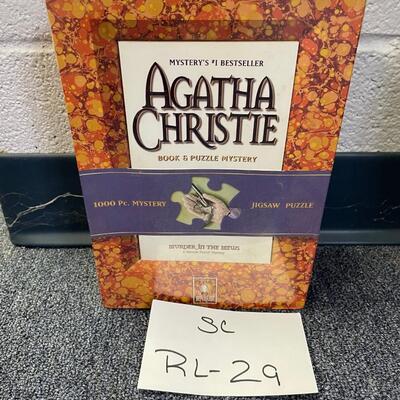 MYSTERY'S #1 BESTSELLER
AGATHA
CHRISTIE
BOOK & PUZZLE MYSTERY
1000 PC. MYSTERY JIGSAW PUZZLE
MURDER IN THE MEWS
SC
RL-29